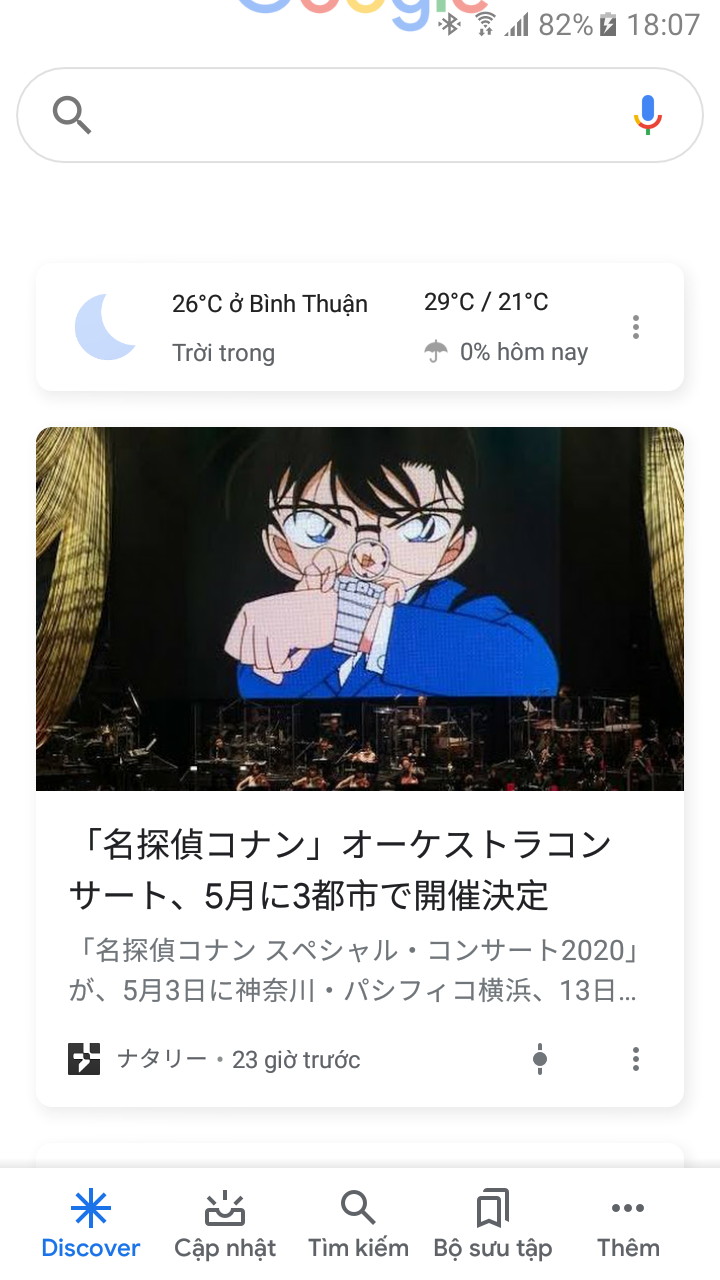 Google
82% 18:07
26°C ở Bình Thuận
29°C / 21°C
Trời trong
0% hôm nay
「名探偵コナン」オーケストラコン
サート、5月に3都市で開催決定
「名探偵コナン スペシャル・コンサート2020」
が、5月3日に神奈川・パシフィコ横浜、13日...
ナタリー • 23 giờ trước
Discover
Cập nhật
Tìm kiếm
Bộ sưu tập
Thêm